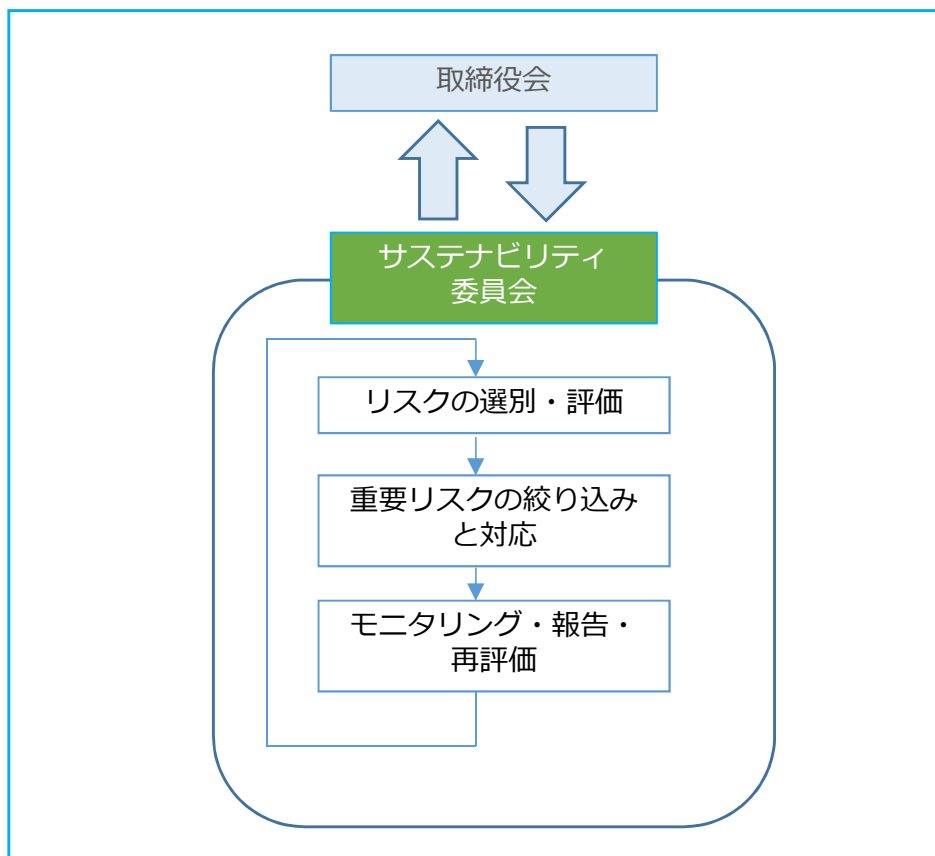 取締役会
サステナビリティ
委員会
リスクの選別・評価
重要リスクの絞り込み
と対応
モニタリング・報告・
再評価